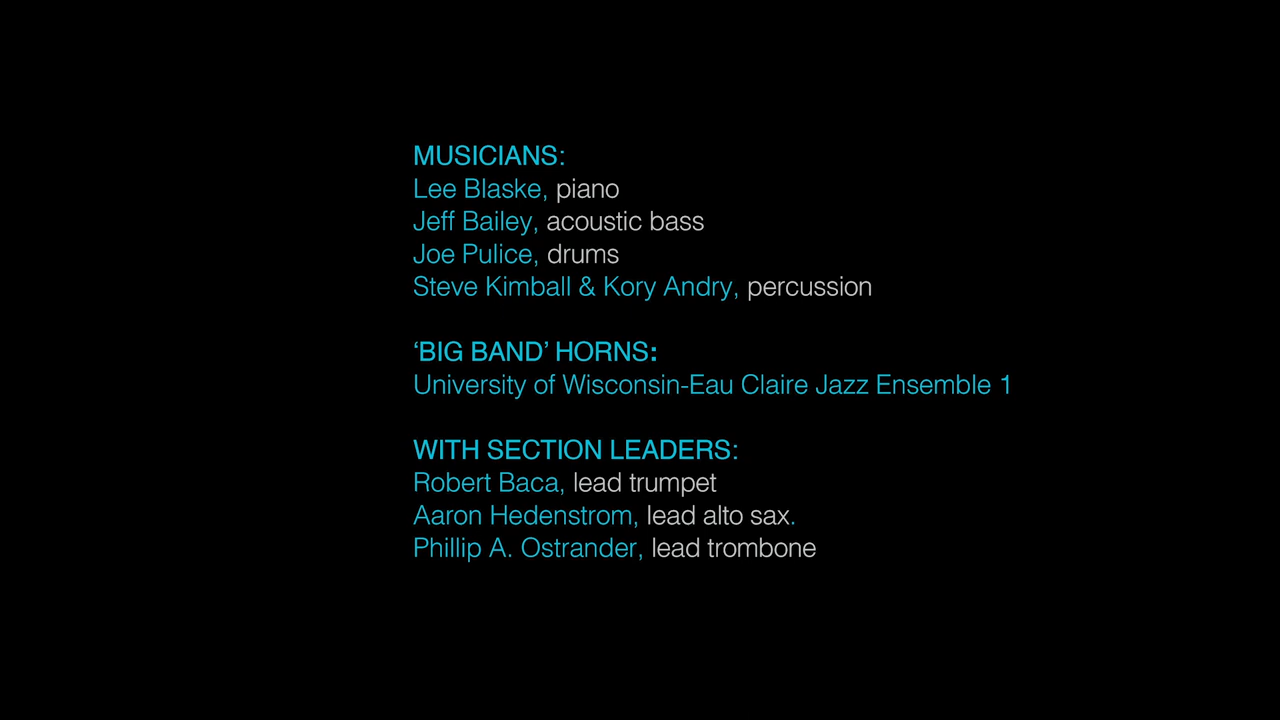 MUSICIANS:
Lee Blaske, piano
Jeff Bailey, acoustic bass
Joe Pulice, drums
Steve Kimball & Kory Andry, percussion
‘BIG BAND’ HORNS:
University of Wisconsin-Eau Claire Jazz Ensemble 1
WITH SECTION LEADERS:
Robert Baca, lead trumpet
Aaron Hedenstrom, lead alto sax.
Phillip A. Ostrander, lead trombone